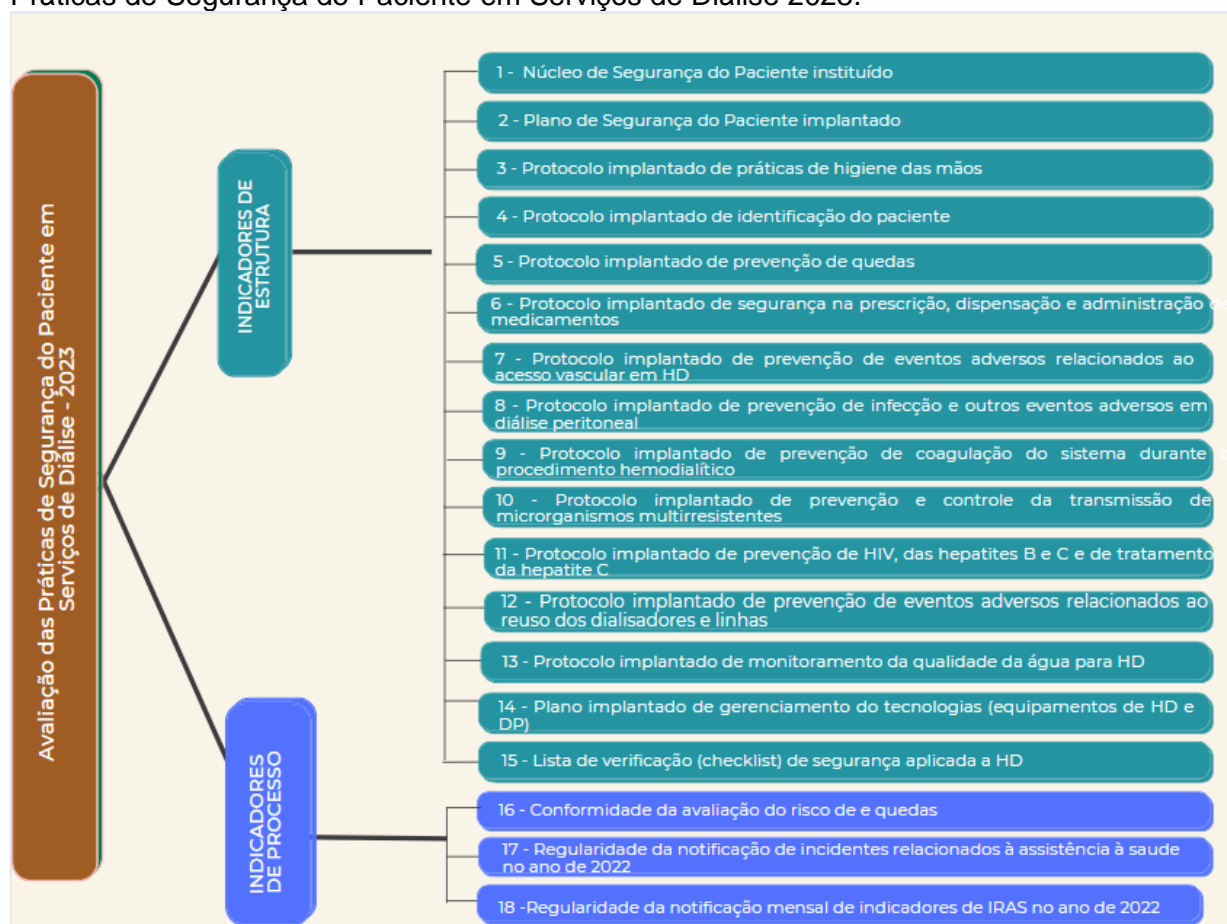 Práticas de Segurança do Paciente em Serviços de Diálise 2023.
Avaliação das Práticas de Segurança do Paciente em
Serviços de Diálise - 2023
INDICADORES DE
ESTRUTURA
1 - Núcleo de Segurança do Paciente instituído
2 - Plano de Segurança do Paciente implantado
3 - Protocolo implantado de práticas de higiene das mãos
4 - Protocolo implantado de identificação do paciente
5 - Protocolo implantado de prevenção de quedas
6 - Protocolo implantado de segurança na prescrição, dispensação e administração de
medicamentos
7 - Protocolo implantado de prevenção de eventos adversos relacionados ao
acesso vascular em HD
8 - Protocolo implantado de prevenção de infecção e outros eventos adversos em
diálise peritoneal
9 - Protocolo implantado de prevenção de coagulação do sistema durante o
procedimento hemodialítico
10 - Protocolo implantado de prevenção e controle da transmissão de
microrganismos multirresistentes
11 - Protocolo implantado de prevenção de HIV, das hepatites B e C e de tratamento
da hepatite C
12 - Protocolo implantado de prevenção de eventos adversos relacionados ao
reuso dos dialisadores e linhas
13 - Protocolo implantado de monitoramento da qualidade da água para HD
14 - Plano implantado de gerenciamento do tecnologias (equipamentos de HD e
DP)
15 - Lista de verificação (checklist) de segurança aplicada a HD
INDICADORES
DE PROCESSO
16 - Conformidade da avaliação do risco de e quedas
17 - Regularidade da notificação de incidentes relacionados à assistência à saude
no ano de 2022
18 -Regularidade da notificação mensal de indicadores de IRAS no ano de 2022